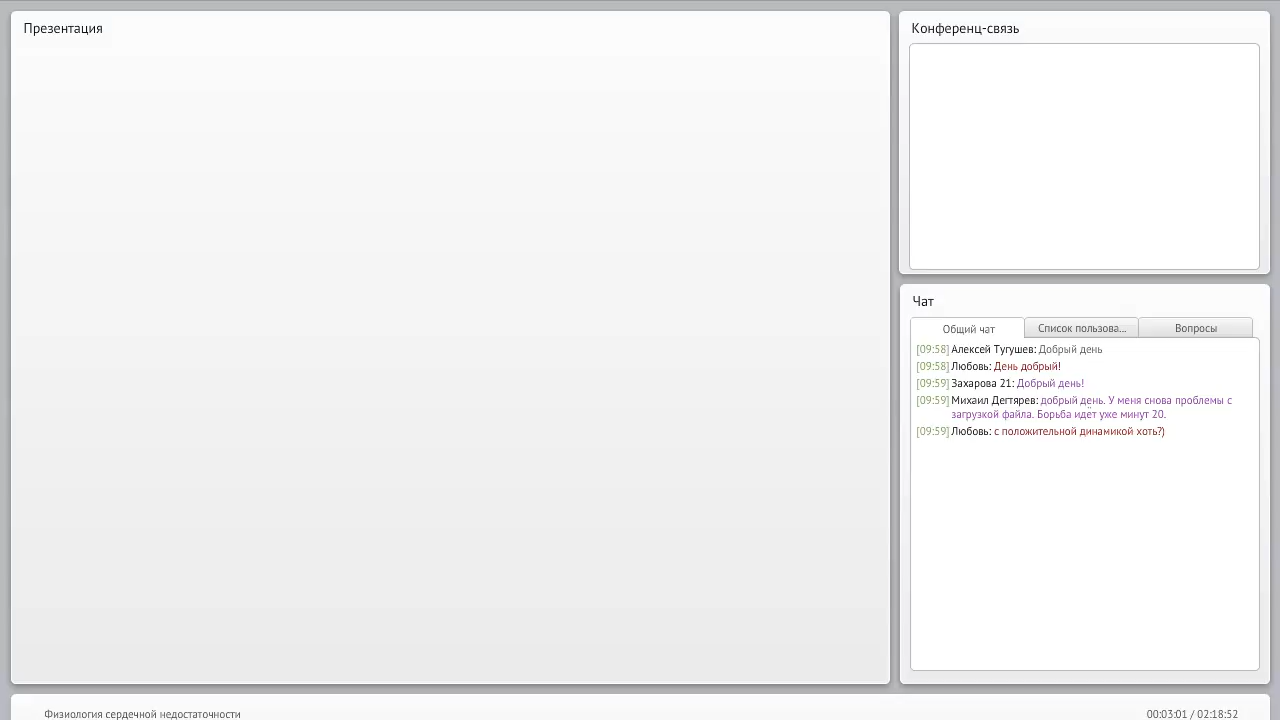 Презентация
Конференц-связь
Чат
Общий чат
Список пользова...
Вопросы
[09:58] Алексей Тугушев: Добрый день
[09:58] Любовь: День добрый!
[09:59] Захарова 21: Добрый день!
[09:59] Михаил Дегтярев: добрый день. У меня снова проблемы с
загрузкой файла. Борьба идёт уже минут 20.
[09:59] Любовь: с положительной динамикой хоть?)
Физиология сердечной недостаточности
00:03:01 / 02:18:52